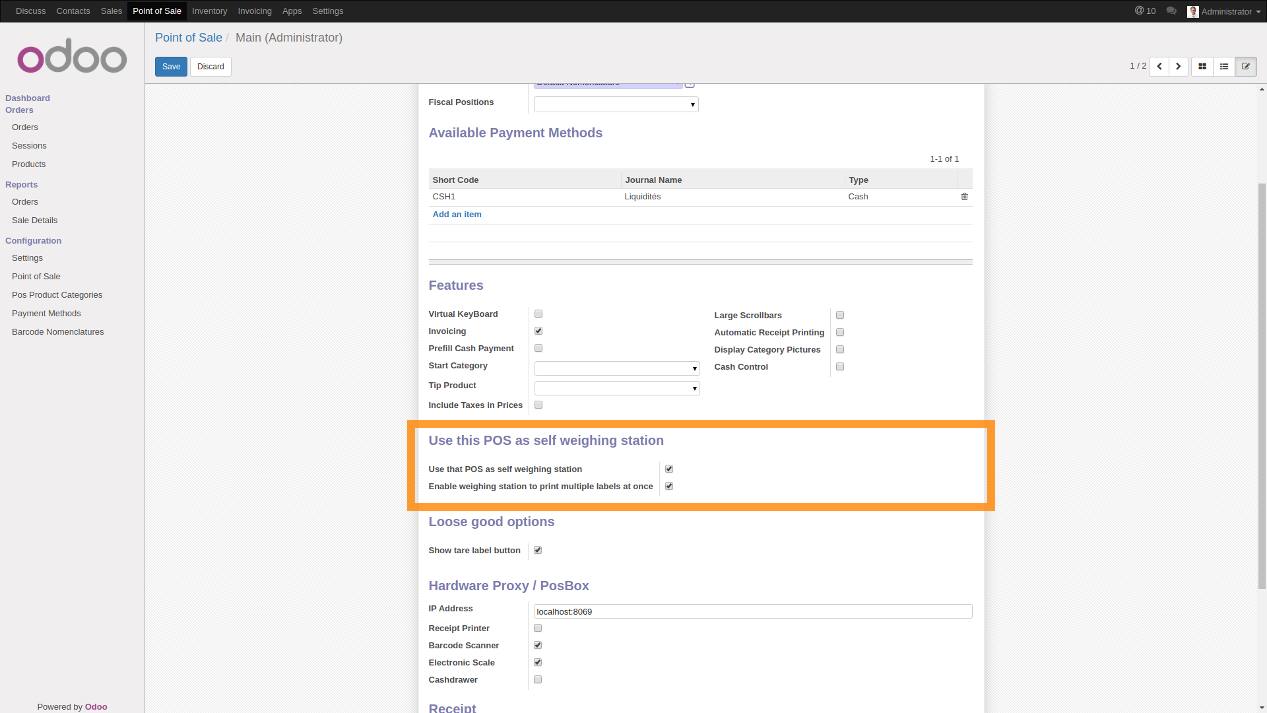 Discuss Contacts Sales Point of Sale Inventory Invoicing Apps Settings @ 10 Administrator
odoo
Point of Sale / Main (Administrator)
Save Discard 1 / 2
Dashboard
Orders
Orders
Sessions
Products
Reports
Orders
Sale Details
Configuration
Settings
Point of Sale
Pos Product Categories
Payment Methods
Barcode Nomenclatures
Powered by Odoo
Fiscal Positions
Available Payment Methods
1-1 of 1
Short Code Journal Name Type
CSH1 Liquidités Cash
Add an item
Features
Virtual KeyBoard
Invoicing
Prefill Cash Payment
Start Category
Tip Product
Include Taxes in Prices
Large Scrollbars
Automatic Receipt Printing
Display Category Pictures
Cash Control
Use this POS as self weighing station
Use that POS as self weighing station
Enable weighing station to print multiple labels at once
Loose good options
Show tare label button
Hardware Proxy / PosBox
IP Address localhost:8069
Receipt Printer
Barcode Scanner
Electronic Scale
Cashdrawer
Receipt